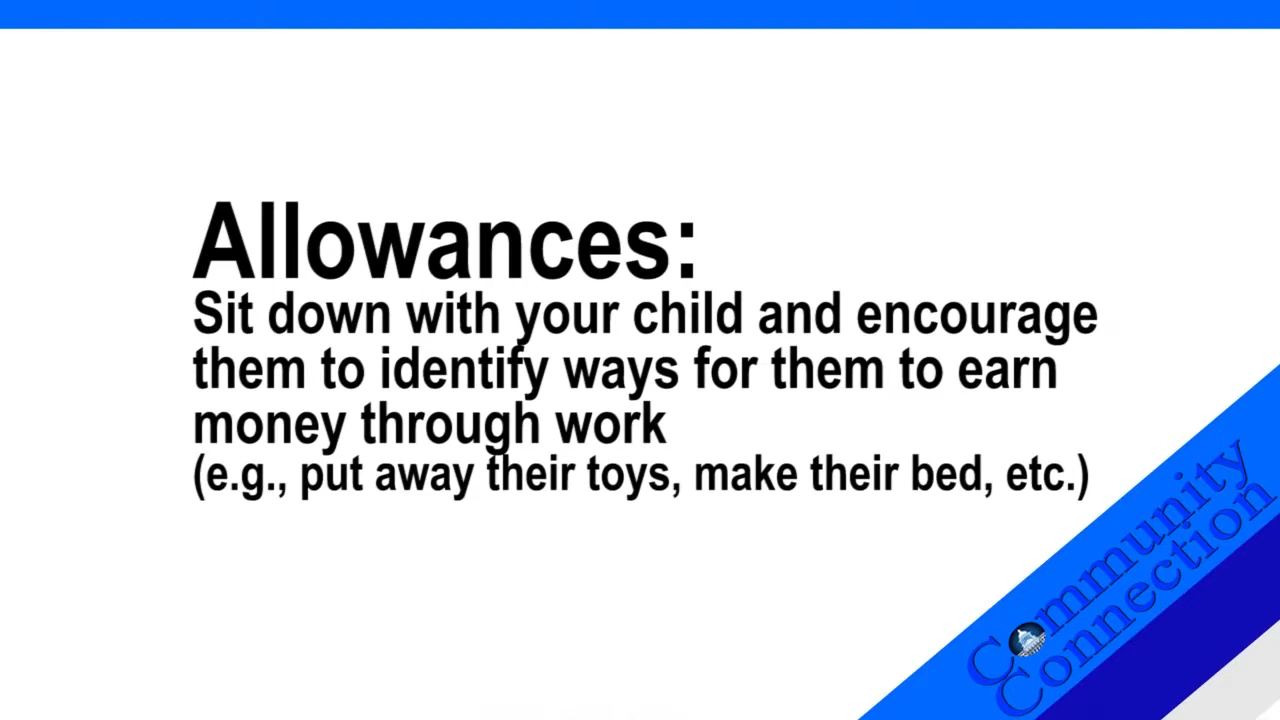 Allowances:
Sit down with your child and encourage
them to identify ways for them to earn
money through work
(e.g., put away their toys, make their bed, etc.)
Community
Connection